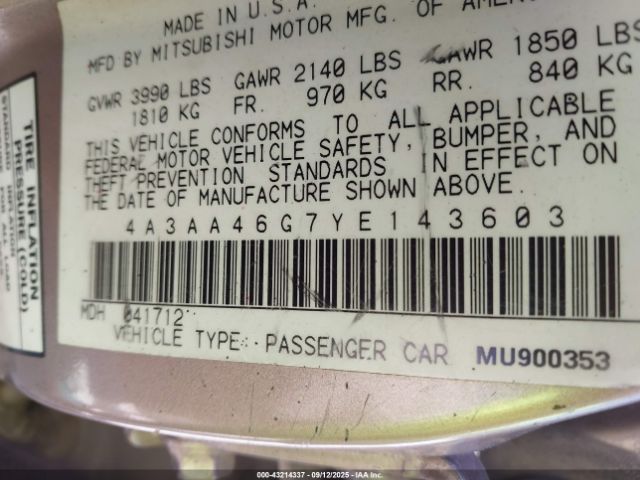 MADE IN U.S.A.
MFD BY MITSUBISHI MOTOR MFG. OF AMER
GVWR 3990 LBS GAWR 2140 LBS GAWR 1850 LBS
1810 KG FR. 970 KG RR. 840 KG
THIS VEHICLE CONFORMS TO ALL APPLICABLE
FEDERAL MOTOR VEHICLE SAFETY, BUMPER, AND
THEFT PREVENTION STANDARDS IN EFFECT ON
THE DATE OF MANUFACTURE SHOWN ABOVE.
4A3AA46G7YE143603
MDH 041712
VEHICLE TYPE: PASSENGER CAR MU900353
TIRE INFLATION
PRESSURE (COLD)
000-43214337 - 09/12/2025 - IAA Inc.